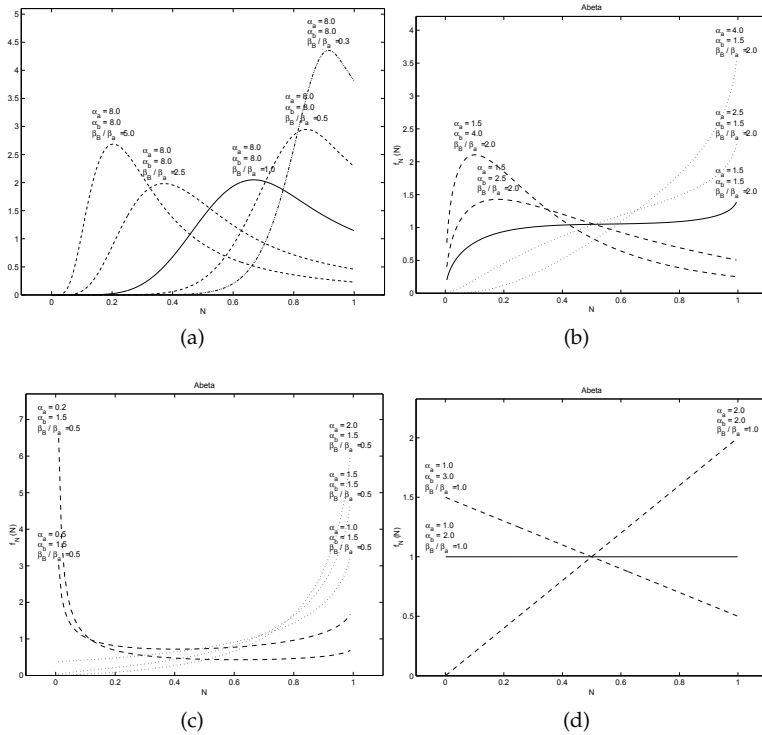 5
4.5
4
3.5
3
2.5
2
1.5
1
0.5
0
0
0.2
0.4
0.6
0.8
1
N
α_a = 8.0
α_b = 8.0
β_B / β_a =5.0
α_a = 8.0
α_b = 8.0
β_B / β_a =2.5
α_a = 8.0
α_b = 8.0
β_B / β_a =1.0
α_a = 8.0
α_b = 8.0
β_B / β_a =0.5
α_a = 8.0
α_b = 8.0
β_B / β_a =0.3
(a)
Abeta
4
3.5
3
2.5
2
1.5
1
0.5
0
f_N (N)
0
0.2
0.4
0.6
0.8
1
N
α_a = 1.5
α_b = 4.0
β_B / β_a =2.0
α_a = 1.5
α_b = 2.5
β_B / β_a =2.0
α_a = 4.0
α_b = 1.5
β_B / β_a =2.0
α_a = 2.5
α_b = 1.5
β_B / β_a =2.0
α_a = 1.5
α_b = 1.5
β_B / β_a =2.0
(b)
Abeta
7
6
5
4
3
2
1
0
f_N (N)
0
0.2
0.4
0.6
0.8
1
N
α_a = 0.2
α_b = 1.5
β_B / β_a =0.5
α_a = 0.5
α_b = 1.5
β_B / β_a =0.5
α_a = 2.0
α_b = 1.5
β_B / β_a =0.5
α_a = 1.5
α_b = 1.5
β_B / β_a =0.5
α_a = 1.0
α_b = 1.5
β_B / β_a =0.5
(c)
Abeta
2
1.5
1
0.5
0
f_N (N)
0
0.2
0.4
0.6
0.8
1
N
α_a = 1.0
α_b = 3.0
β_B / β_a =1.0
α_a = 1.0
α_b = 2.0
β_B / β_a =1.0
α_a = 2.0
α_b = 2.0
β_B / β_a =1.0
(d)